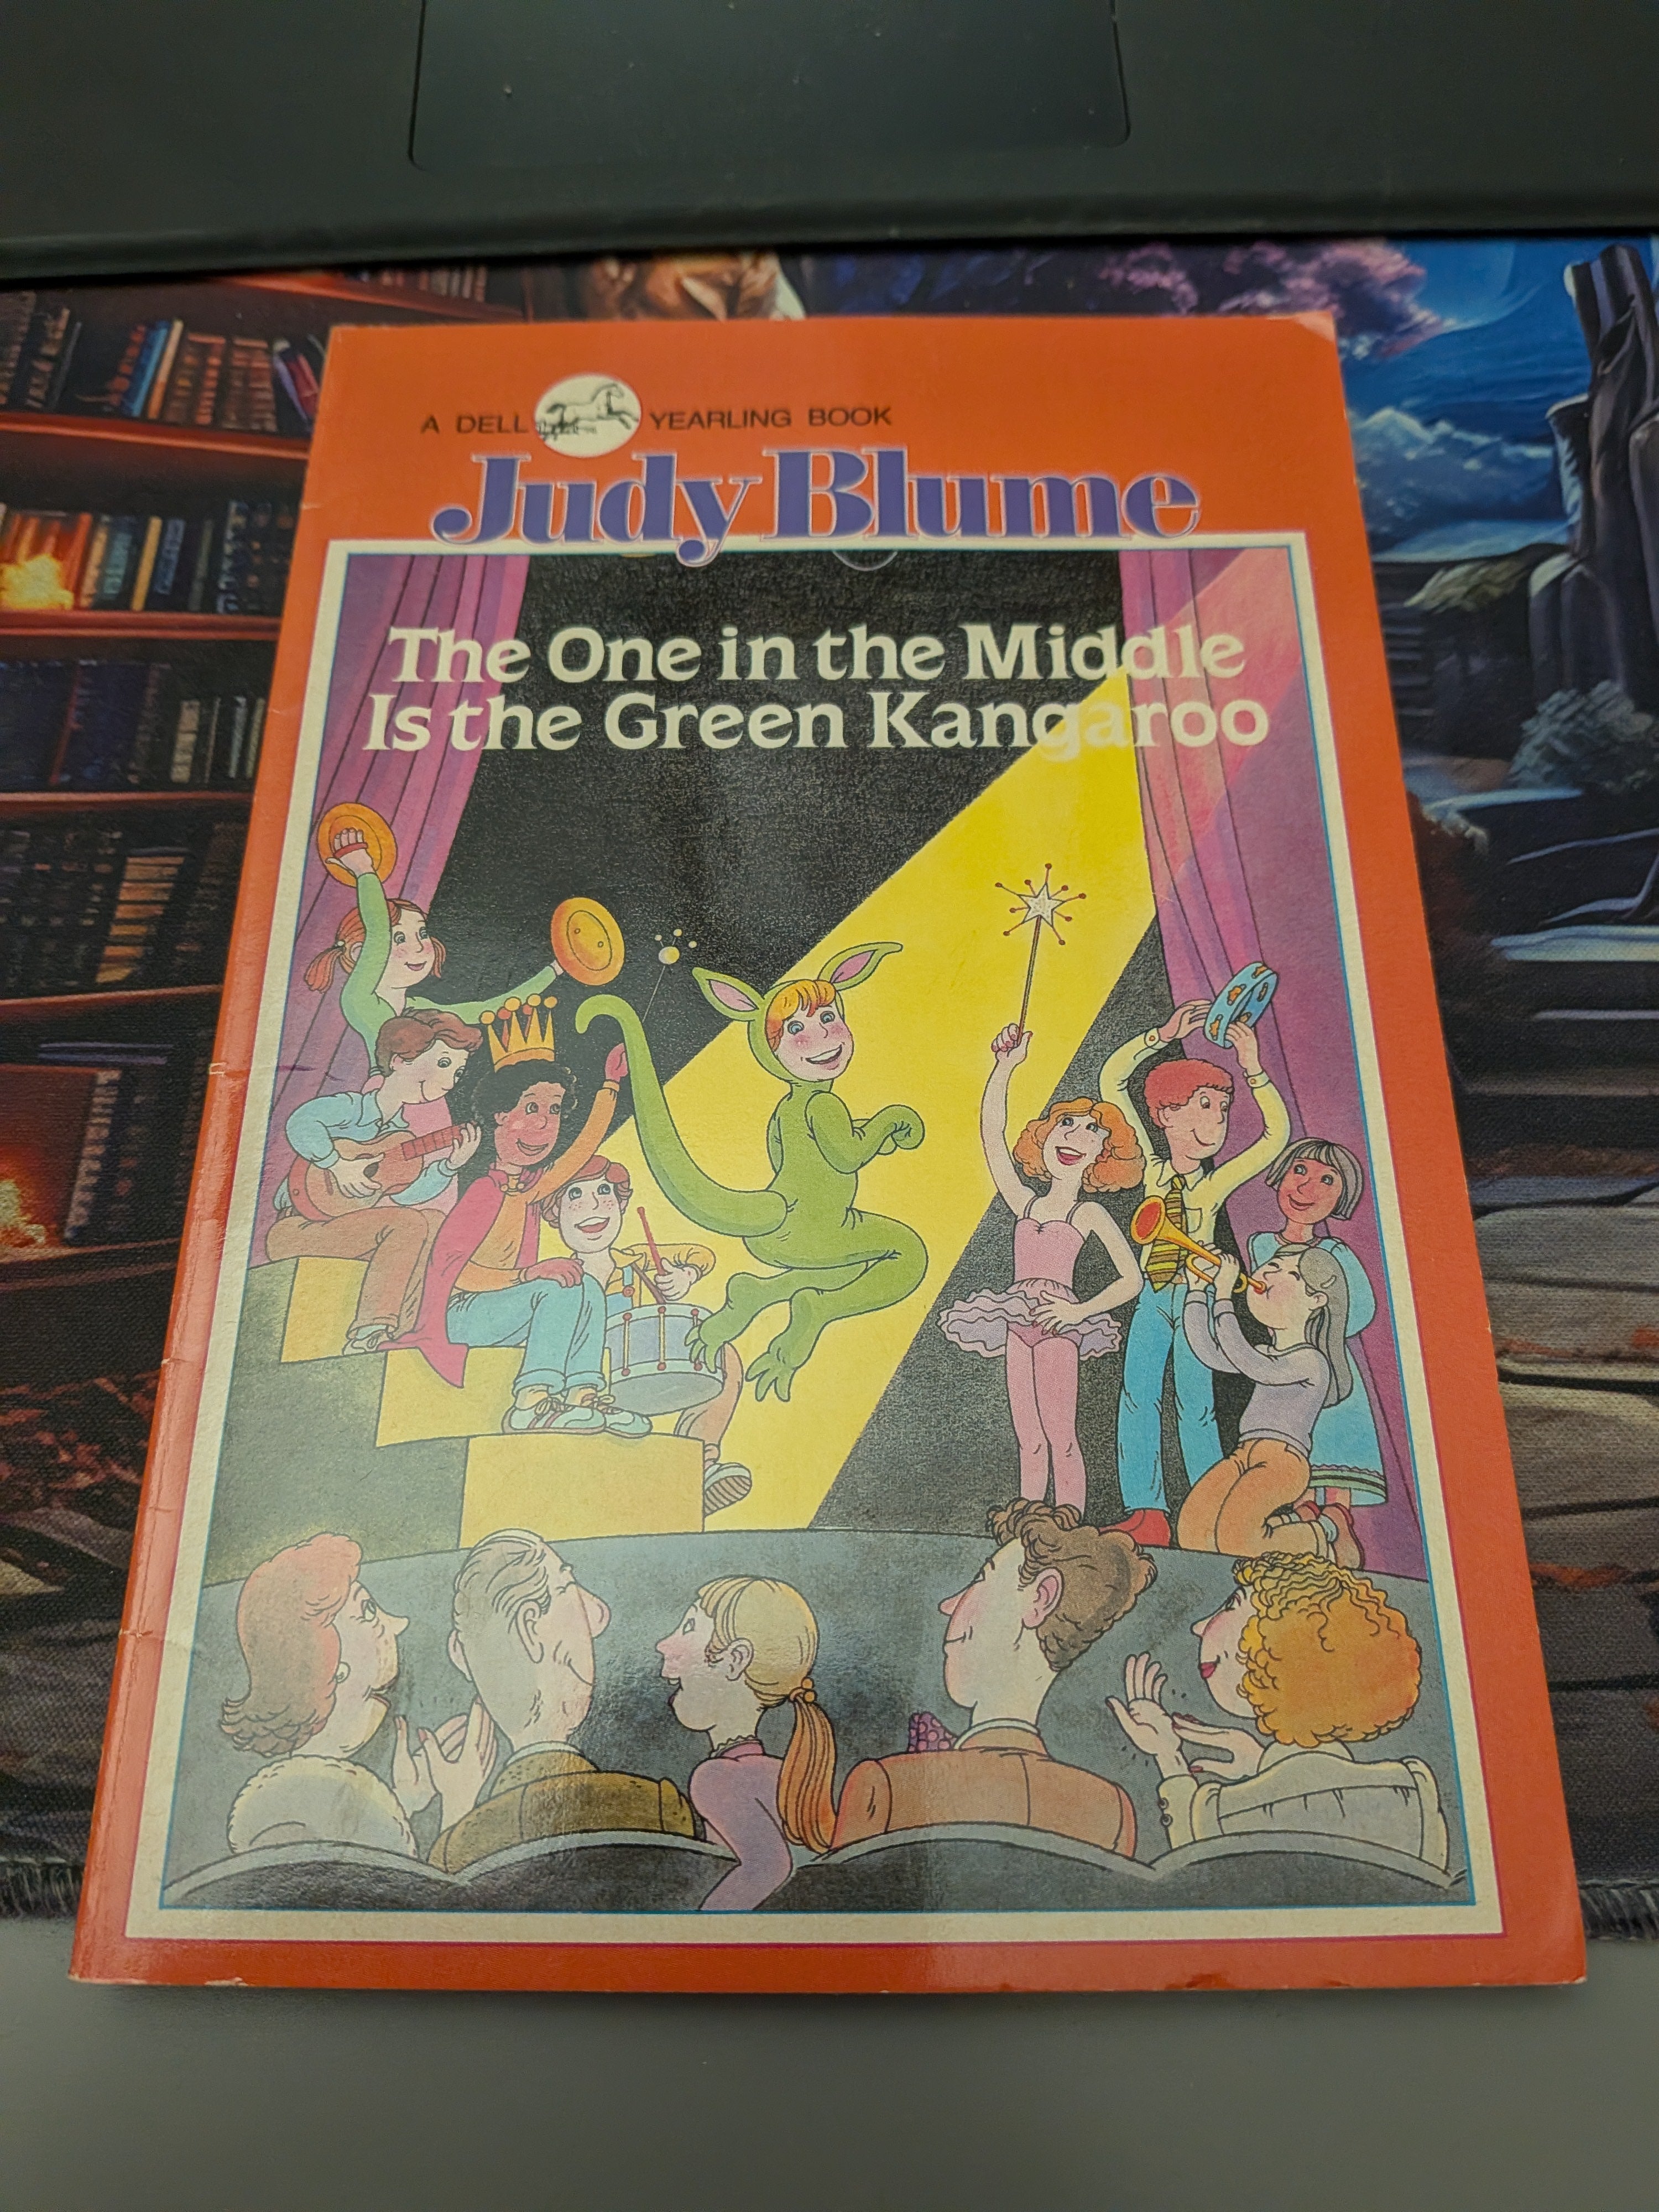 A DELL YEARLING BOOK
Judy Blume
The One in the Middle
Is the Green Kangaroo